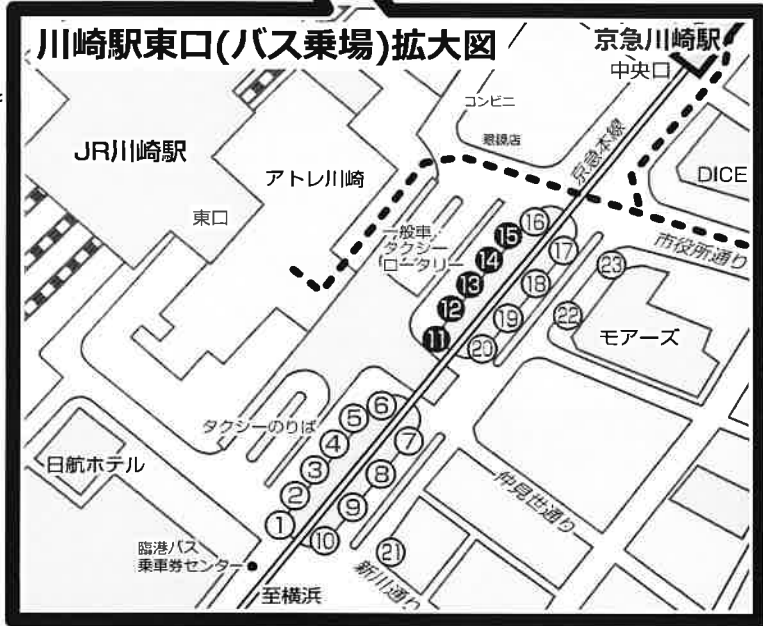 川崎駅東口(バス乗場)拡大図
京急川崎駅
中央口
コンビニ
眼鏡店
京急本線
JR川崎駅
アトレ川崎
DICE
東口
一般車
タクシー
ロータリー
市役所通り
⑯
⑮
⑭
⑬
⑫
⑪
⑰
⑱
⑲
⑳
㉓
㉒
モアーズ
タクシーのりば
⑥
⑤
④
③
②
①
⑦
⑧
⑨
⑩
日航ホテル
仲見世通り
臨港バス
乗車券センター
㉑
新川通り
至横浜